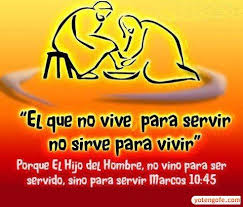 "EL que no vive para servir
no sirve para vivir"
Porque El Hijo del Hombre, no vino para ser
servido, sino para servir Marcos 10:45
yotengofe.com